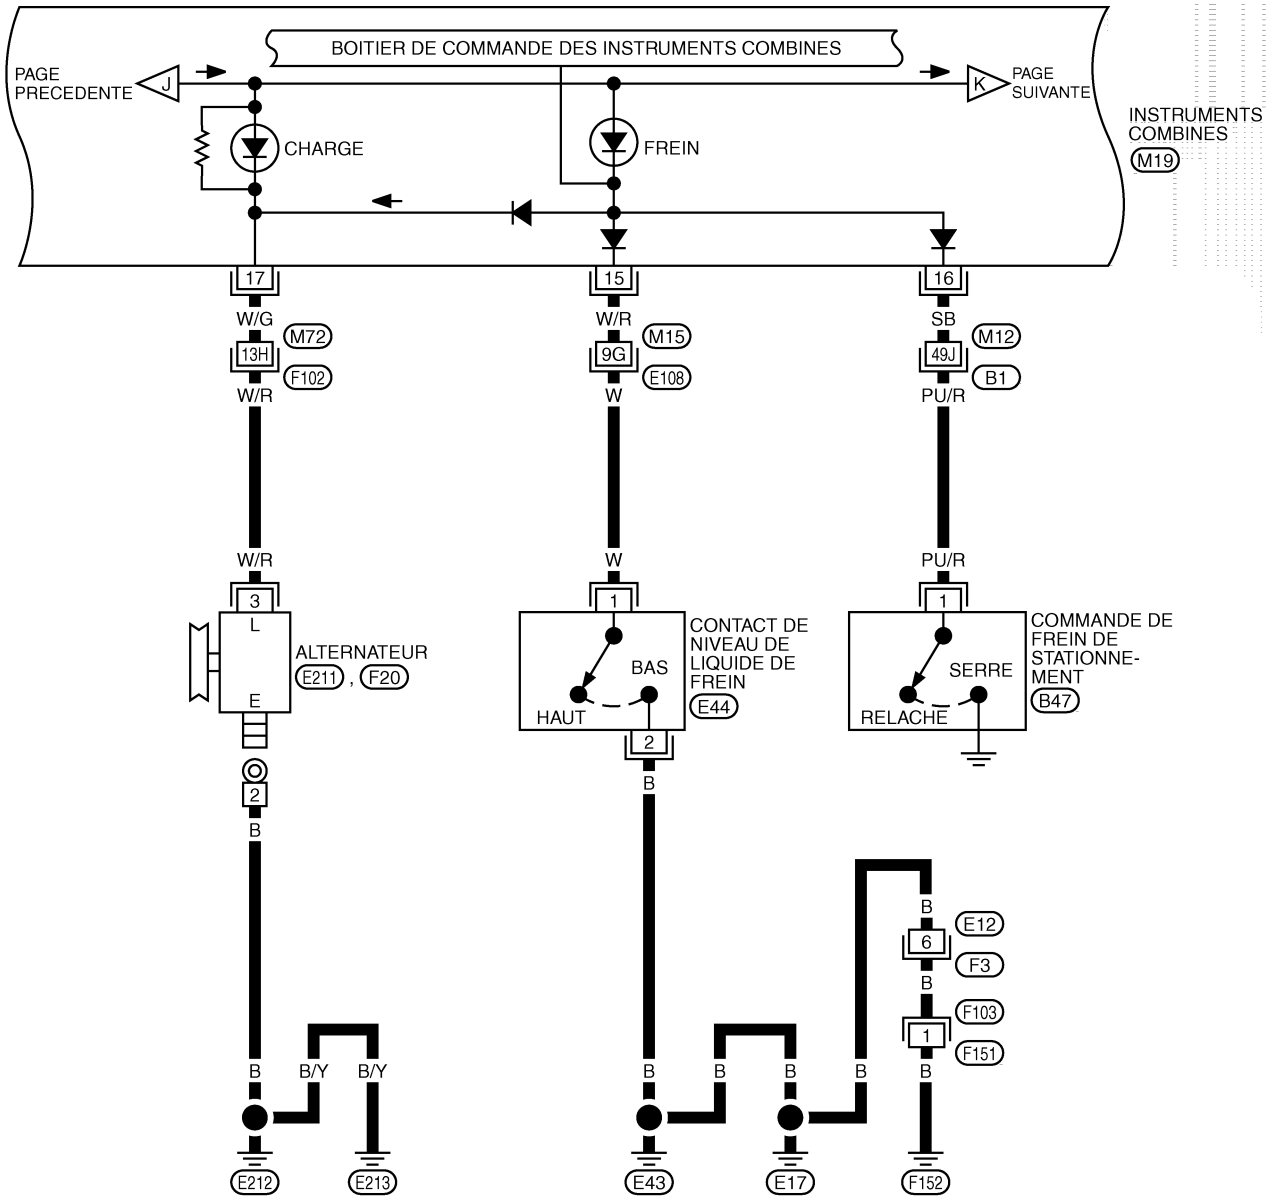 BOITIER DE COMMANDE DES INSTRUMENTS COMBINES
PAGE
PRECEDENTE
J
K
PAGE
SUIVANTE
INSTRUMENTS
COMBINES
M19
CHARGE
FREIN
17
15
16
W/G
W/R
SB
M72
M15
M12
13H
9G
49J
F102
E108
B1
W/R
W
PU/R
W/R
W
PU/R
3
1
1
L
E
ALTERNATEUR
E211 , F20
CONTACT DE
NIVEAU DE
LIQUIDE DE
FREIN
E44
BAS
HAUT
COMMANDE DE
FREIN DE
STATIONNE-
MENT
B47
SERRE
RELACHE
2
B
2
B
B
E12
6
F3
B
F103
1
F151
B
B/Y
B/Y
B
B
B
B
B
E212
E213
E43
E17
F152